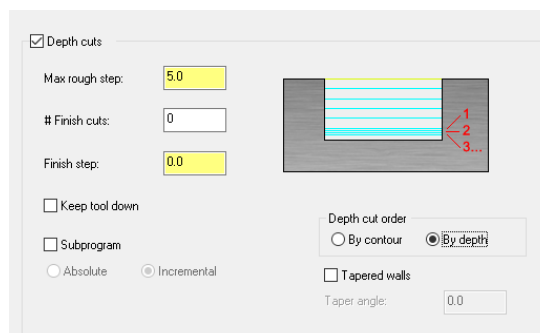 Depth cuts
Max rough step: 5.0
# Finish cuts: 0
Finish step: 0.0
1
2
3...
Keep tool down
Subprogram
Absolute Incremental
Depth cut order
By contour By depth
Tapered walls
Taper angle: 0.0